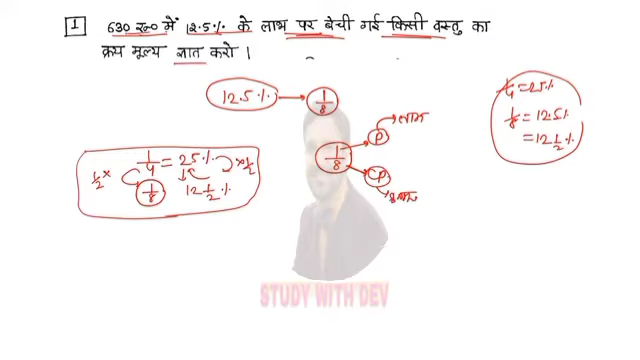 1 630 रू० में 12.5% के लाभ पर बेची गई किसी वस्तु का
क्रय मूल्य ज्ञात करो ।
12.5% → 1/8
1/4 = 25%
1/8 = 12.5%
= 12 1/2 %
1/8
P → लाभ
CP
1/2 × 1/4 = 25% × 1/2
1/8 12 1/2 %
STUDY WITH DEV